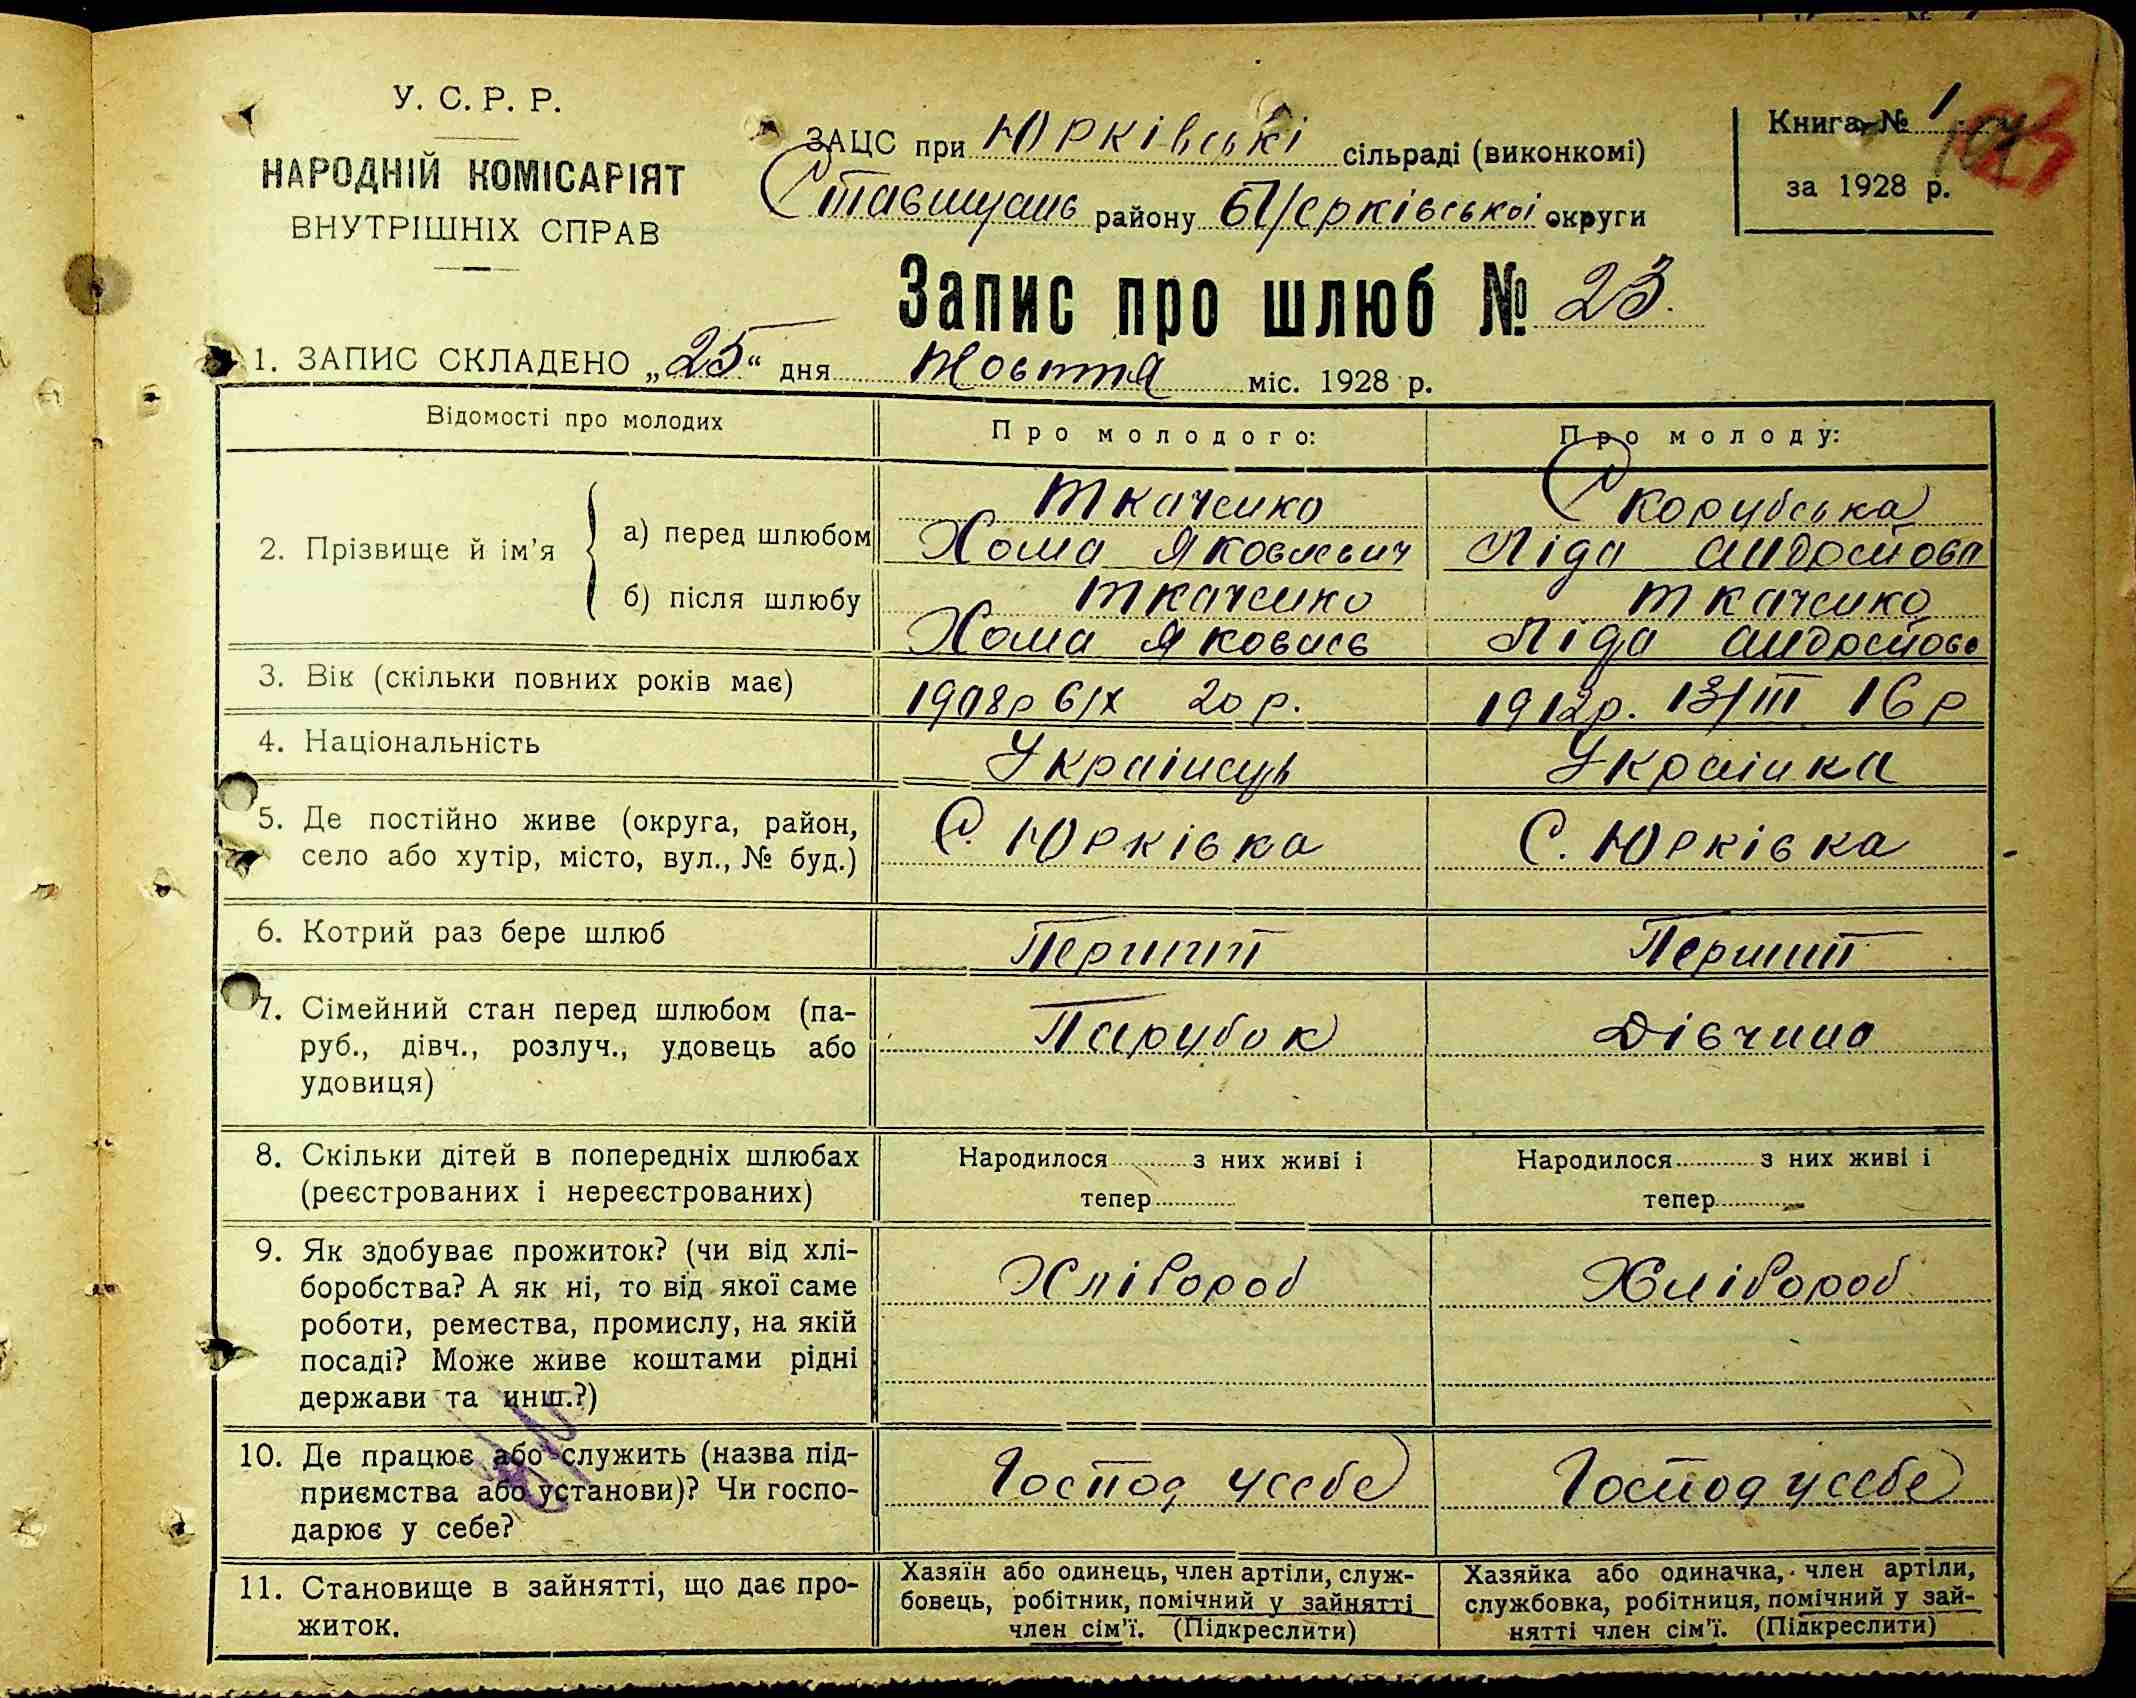 У. С. Р. Р.
НАРОДНІЙ КОМІСАРІЯТ
ВНУТРІШНІХ СПРАВ
ЗАЦС при Юрківські сільраді (виконкомі)
Ставищань району БЦерківської округи
Книга № 1
за 1928 р.
Запис про шлюб № 23.
1. ЗАПИС СКЛАДЕНО „25“ дня Жовтня міс. 1928 р.
Відомості про молодих
Про молодого:
Про молоду:
2. Прізвище й ім’я
а) перед шлюбом
Ткаченко
Хома Яковлевич
Скорубська
Ліда
б) після шлюбу
Ткаченко
Хома
Ткаченко
Ліда
3. Вік (скільки повних років має)
1908р 6/X 20 р.
1912р. 13/III 16 р
4. Національність
Українець
Українка
5. Де постійно живе (округа, район,
село або хутір, місто, вул., № буд.)
С. Юрківка
С. Юрківка
6. Котрий раз бере шлюб
Перший
Перший
7. Сімейний стан перед шлюбом (па-
руб., дівч., розлуч., удовець або
удовиця)
Парубок
Дівчина
8. Скільки дітей в попередніх шлюбах
(реєстрованих і нереєстрованих)
Народилося з них живі і
тепер
Народилося з них живі і
тепер
9. Як здобуває прожиток? (чи від хлі-
боробства? А як ні, то від якої саме
роботи, ремества, промислу, на якій
посаді? Може живе коштами рідні
держави та инш.?)
Хлібороб
Хлібороб
10. Де працює або служить (назва під-
приємства або установи)? Чи госпо-
дарює у себе?
Господ у себе
Господ у себе
11. Становище в зайнятті, що дає про-
житок.
Хазяїн або одинець, член артіли, служ-
бовець, робітник, помічний у зайнятті
член сім’ї. (Підкреслити)
Хазяйка або одиначка, член артіли,
службовка, робітниця, помічний у зай-
нятті член сім’ї. (Підкреслити)